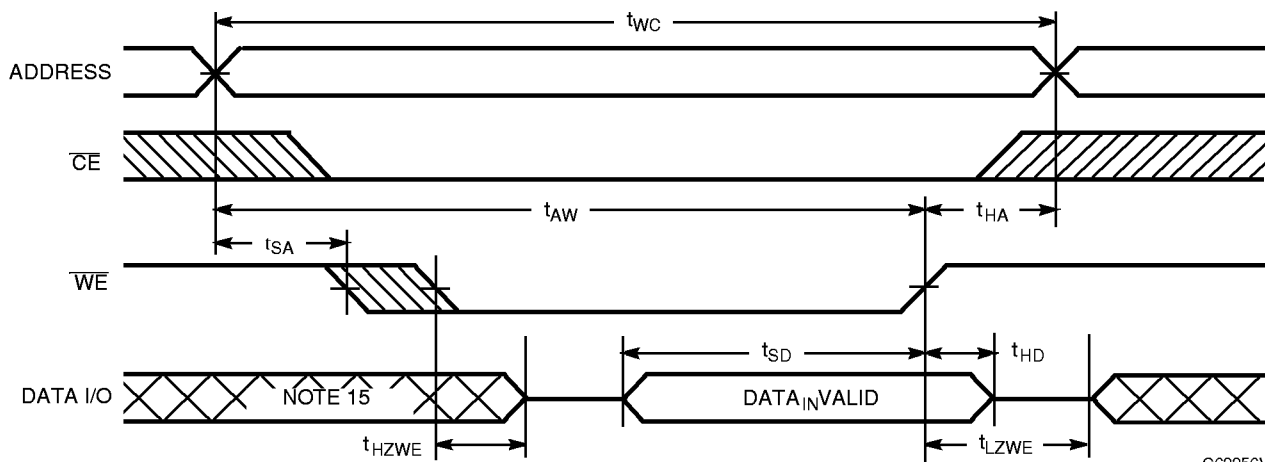 tWC
ADDRESS
CE
tAW
tHA
tSA
WE
tSD
tHD
DATA I/O
NOTE 15
DATAINVALID
tHZWE
tLZWE